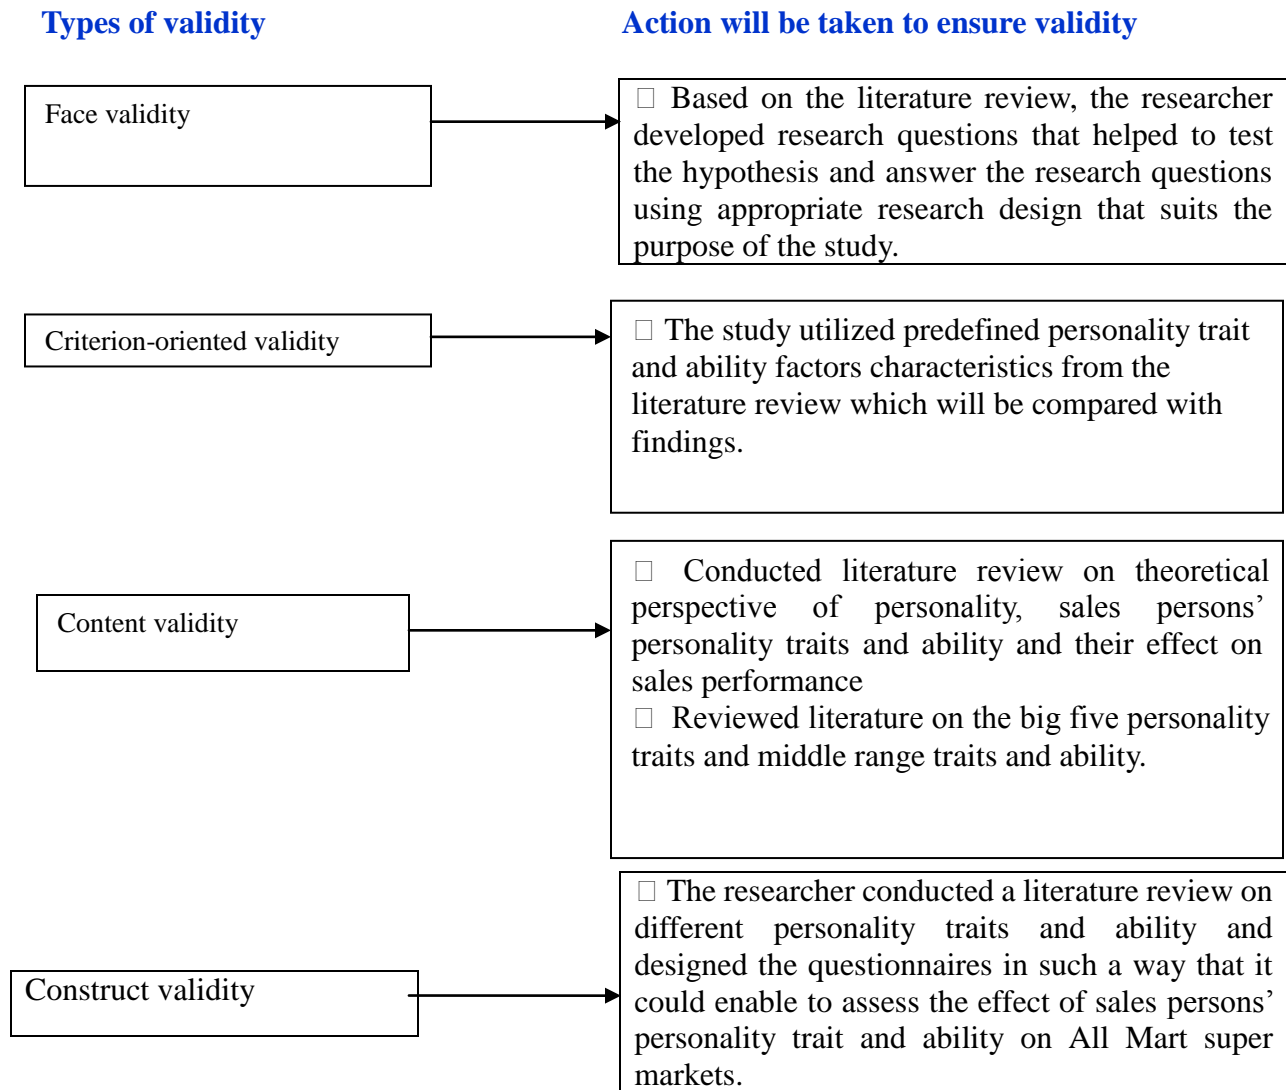 Types of validity
Action will be taken to ensure validity
Face validity
□ Based on the literature review, the researcher
developed research questions that helped to test
the hypothesis and answer the research questions
using appropriate research design that suits the
purpose of the study.
Criterion-oriented validity
□ The study utilized predefined personality trait
and ability factors characteristics from the
literature review which will be compared with
findings.
Content validity
□ Conducted literature review on theoretical
perspective of personality, sales persons’
personality traits and ability and their effect on
sales performance
□ Reviewed literature on the big five personality
traits and middle range traits and ability.
Construct validity
□ The researcher conducted a literature review on
different personality traits and ability and
designed the questionnaires in such a way that it
could enable to assess the effect of sales persons’
personality trait and ability on All Mart super
markets.